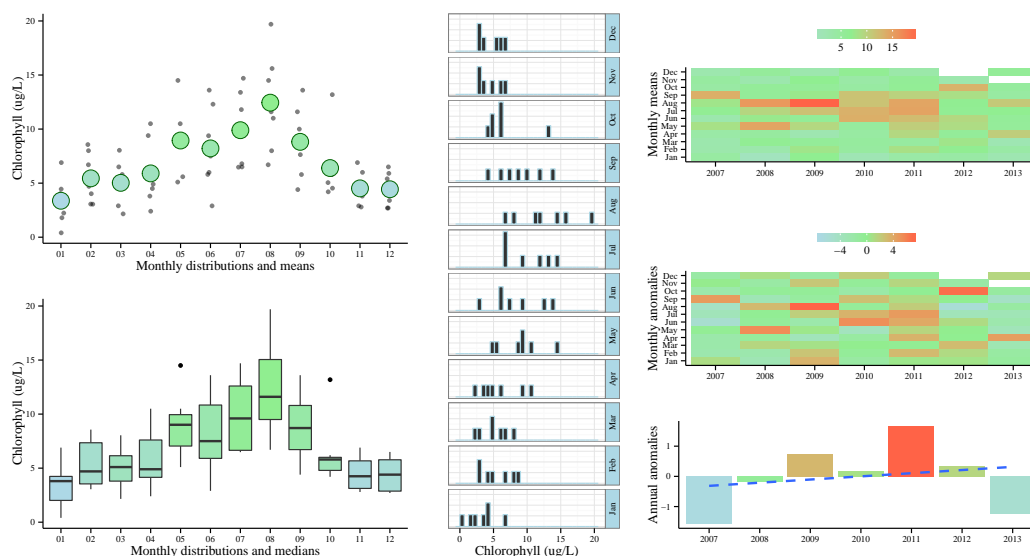 20
15
10
5
0
Chlorophyll (ug/L)
01 02 03 04 05 06 07 08 09 10 11 12
Monthly distributions and means
20
15
10
5
0
Chlorophyll (ug/L)
01 02 03 04 05 06 07 08 09 10 11 12
Monthly distributions and medians
Dec
Nov
Oct
Sep
Aug
Jul
Jun
May
Apr
Mar
Feb
Jan
0 5 10 15 20
Chlorophyll (ug/L)
5 10 15
Monthly means
Dec
Nov
Oct
Sep
Aug
Jul
Jun
May
Apr
Mar
Feb
Jan
2007 2008 2009 2010 2011 2012 2013
−4 0 4
Monthly anomalies
Dec
Nov
Oct
Sep
Aug
Jul
Jun
May
Apr
Mar
Feb
Jan
2007 2008 2009 2010 2011 2012 2013
Annual anomalies
1
0
−1
2007 2008 2009 2010 2011 2012 2013